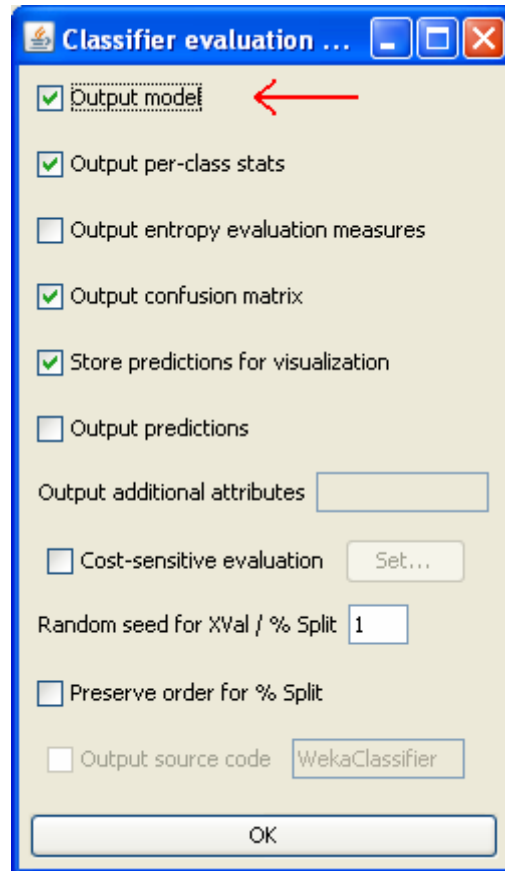 Classifier evaluation ...
Output model
Output per-class stats
Output entropy evaluation measures
Output confusion matrix
Store predictions for visualization
Output predictions
Output additional attributes
Cost-sensitive evaluation Set...
Random seed for XVal / % Split 1
Preserve order for % Split
Output source code WekaClassifier
OK